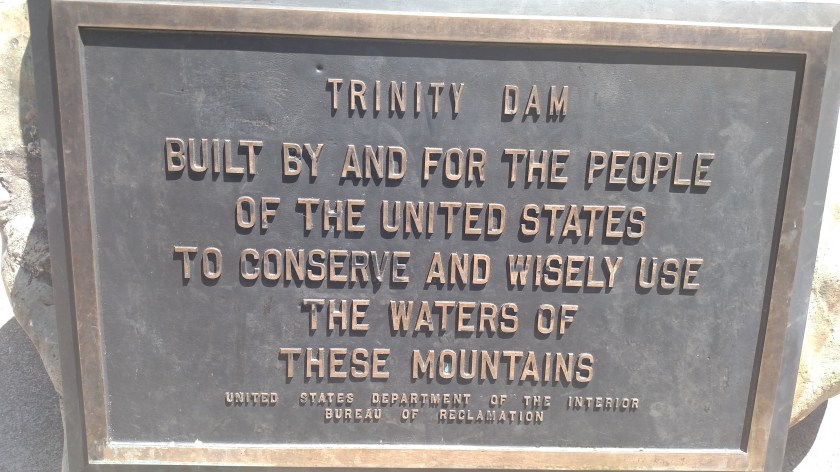 TRINITY DAM
BUILT BY AND FOR THE PEOPLE
OF THE UNITED STATES
TO CONSERVE AND WISELY USE
THE WATERS OF
THESE MOUNTAINS
UNITED STATES DEPARTMENT OF THE INTERIOR
BUREAU OF RECLAMATION